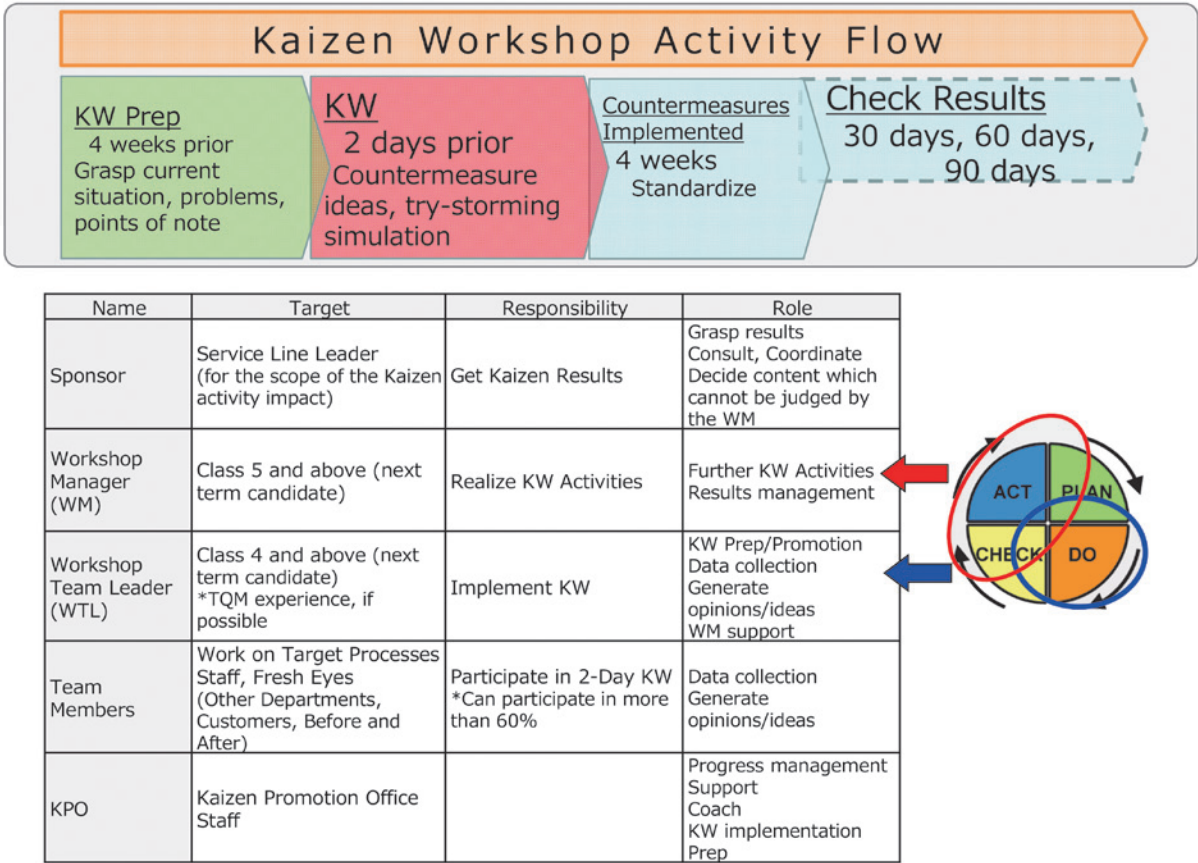 Kaizen Workshop Activity Flow
KW Prep
4 weeks prior
Grasp current
situation, problems,
points of note
KW
2 days prior
Countermeasure
ideas, try-storming
simulation
Countermeasures
Implemented
4 weeks
Standardize
Check Results
30 days, 60 days,
90 days
Name
Target
Responsibility
Role
Sponsor
Service Line Leader
(for the scope of the Kaizen
activity impact)
Get Kaizen Results
Grasp results
Consult, Coordinate
Decide content which
cannot be judged by
the WM
Workshop
Manager
(WM)
Class 5 and above (next
term candidate)
Realize KW Activities
Further KW Activities
Results management
Workshop
Team Leader
(WTL)
Class 4 and above (next
term candidate)
*TQM experience, if
possible
Implement KW
KW Prep/Promotion
Data collection
Generate
opinions/ideas
WM support
Team
Members
Work on Target Processes
Staff, Fresh Eyes
(Other Departments,
Customers, Before and
After)
Participate in 2-Day KW
*Can participate in more
than 60%
Data collection
Generate
opinions/ideas
KPO
Kaizen Promotion Office
Staff
Progress management
Support
Coach
KW implementation
Prep
ACT
PLAN
CHECK
DO